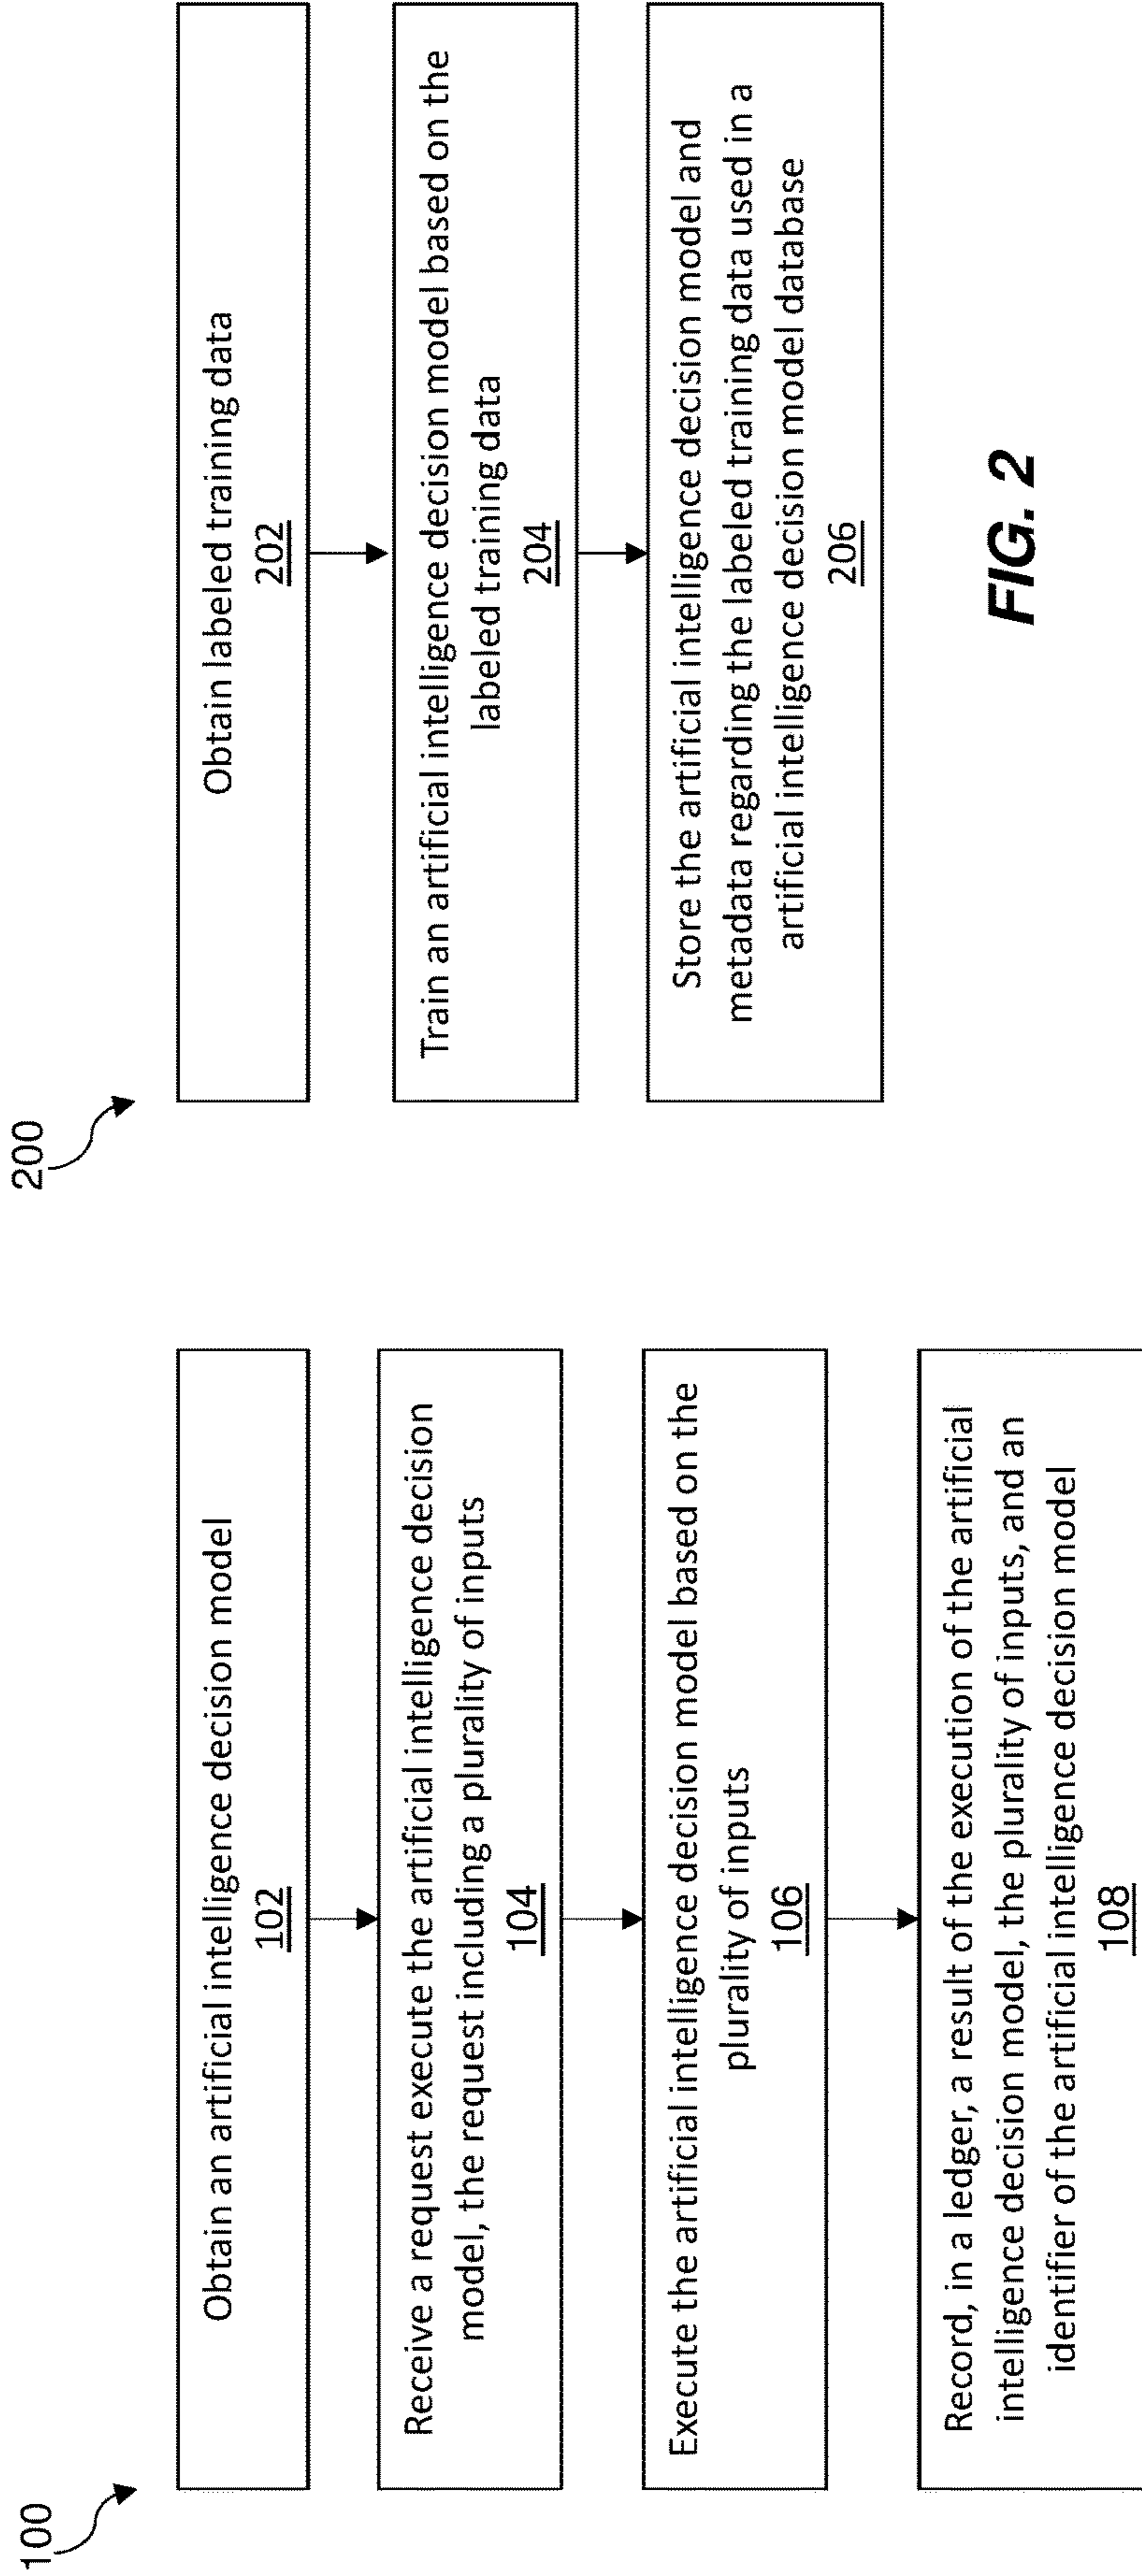 100
Obtain an artificial intelligence decision model
102
Receive a request execute the artificial intelligence decision
model, the request including a plurality of inputs
104
Execute the artificial intelligence decision model based on the
plurality of inputs
106
Record, in a ledger, a result of the execution of the artificial
intelligence decision model, the plurality of inputs, and an
identifier of the artificial intelligence decision model
108
200
Obtain labeled training data
202
Train an artificial intelligence decision model based on the
labeled training data
204
Store the artificial intelligence decision model and
metadata regarding the labeled training data used in a
artificial intelligence decision model database
206
FIG. 2